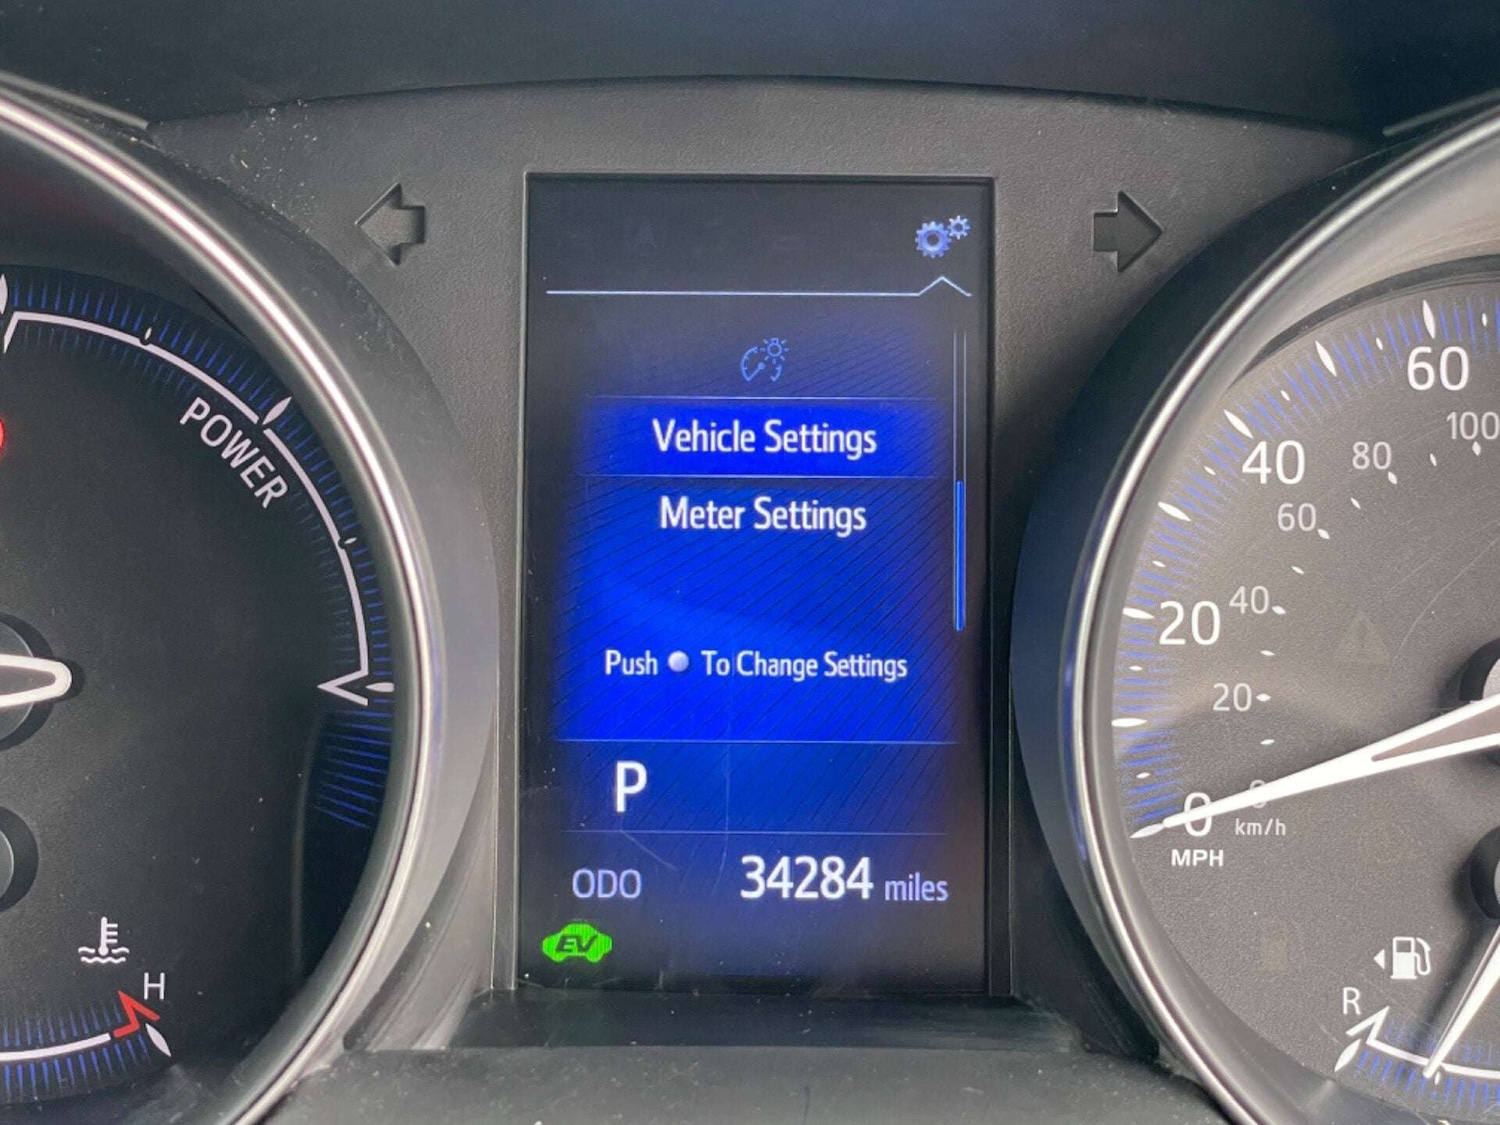 POWER
H
Vehicle Settings
Meter Settings
Push To Change Settings
P
ODO 34284 miles
EV
60
100
40
80
60
20
40
20
0
0
km/h
MPH
R